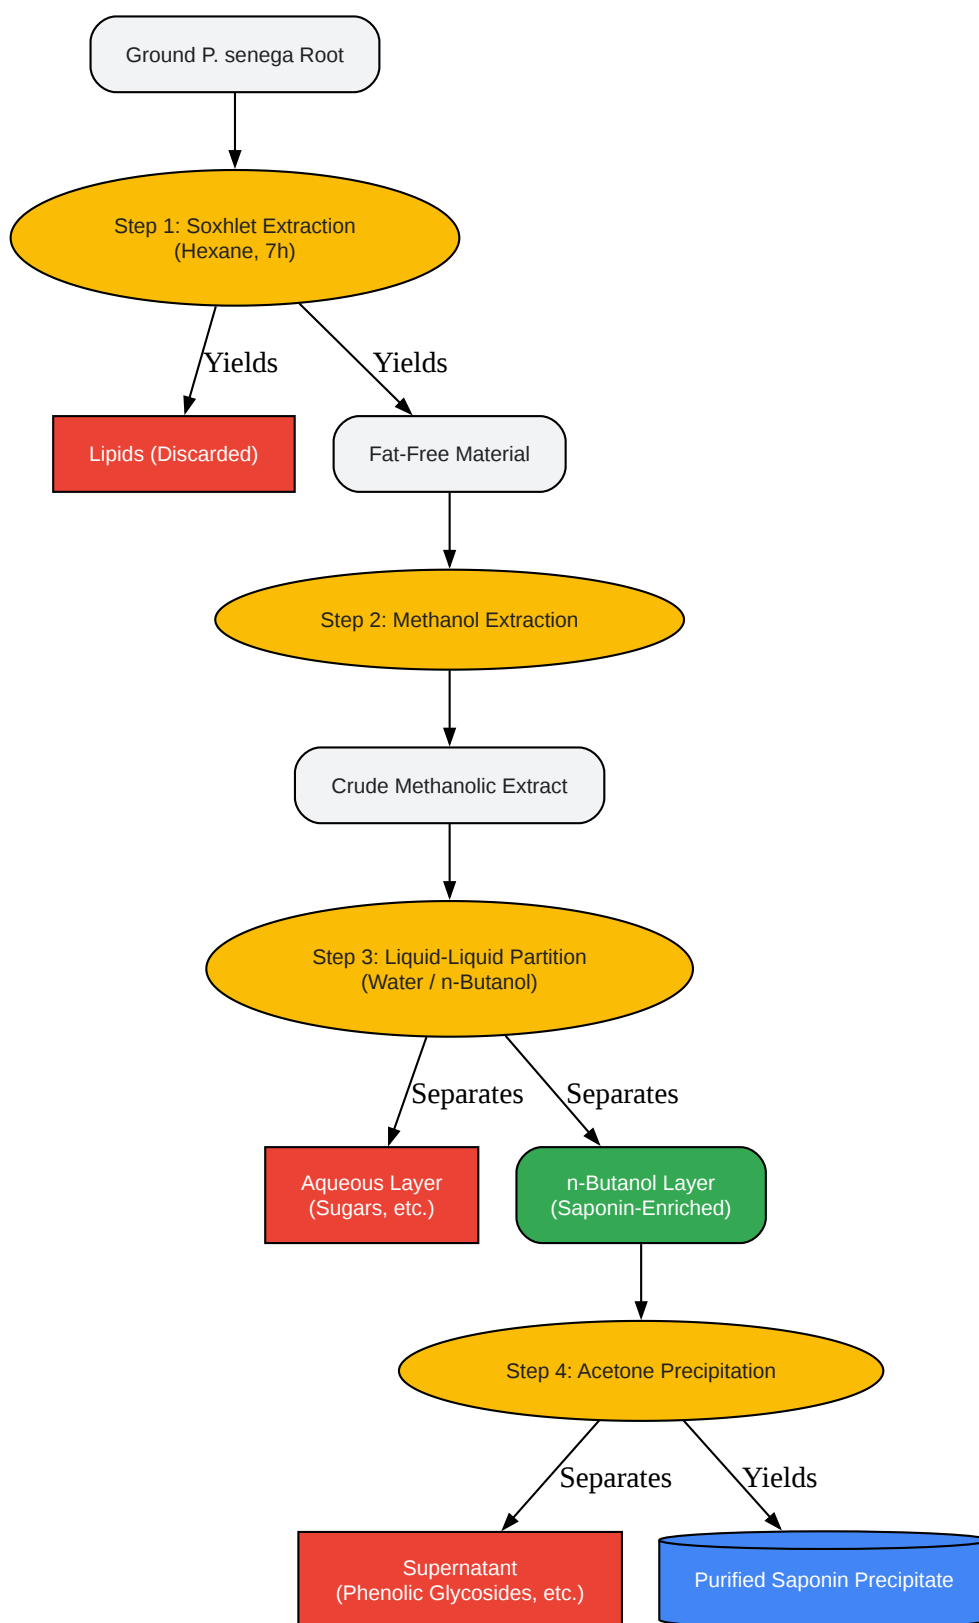 Ground P. senega Root
Step 1: Soxhlet Extraction
(Hexane, 7h)
Yields
Yields
Lipids (Discarded)
Fat-Free Material
Step 2: Methanol Extraction
Crude Methanolic Extract
Step 3: Liquid-Liquid Partition
(Water / n-Butanol)
Separates
Separates
Aqueous Layer
(Sugars, etc.)
n-Butanol Layer
(Saponin-Enriched)
Step 4: Acetone Precipitation
Separates
Yields
Supernatant
(Phenolic Glycosides, etc.)
Purified Saponin Precipitate